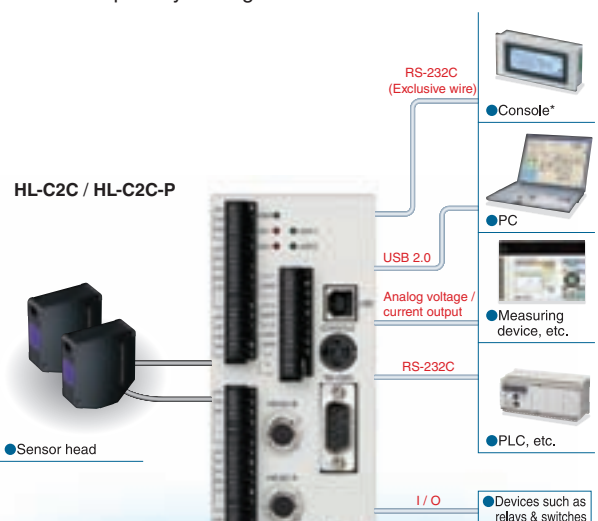 RS-232C
(Exclusive wire)
●Console*
HL-C2C / HL-C2C-P
●PC
USB 2.0
Analog voltage /
current output
●Measuring
device, etc.
RS-232C
●PLC, etc.
●Sensor head
I / O
●Devices such as
relays & switches